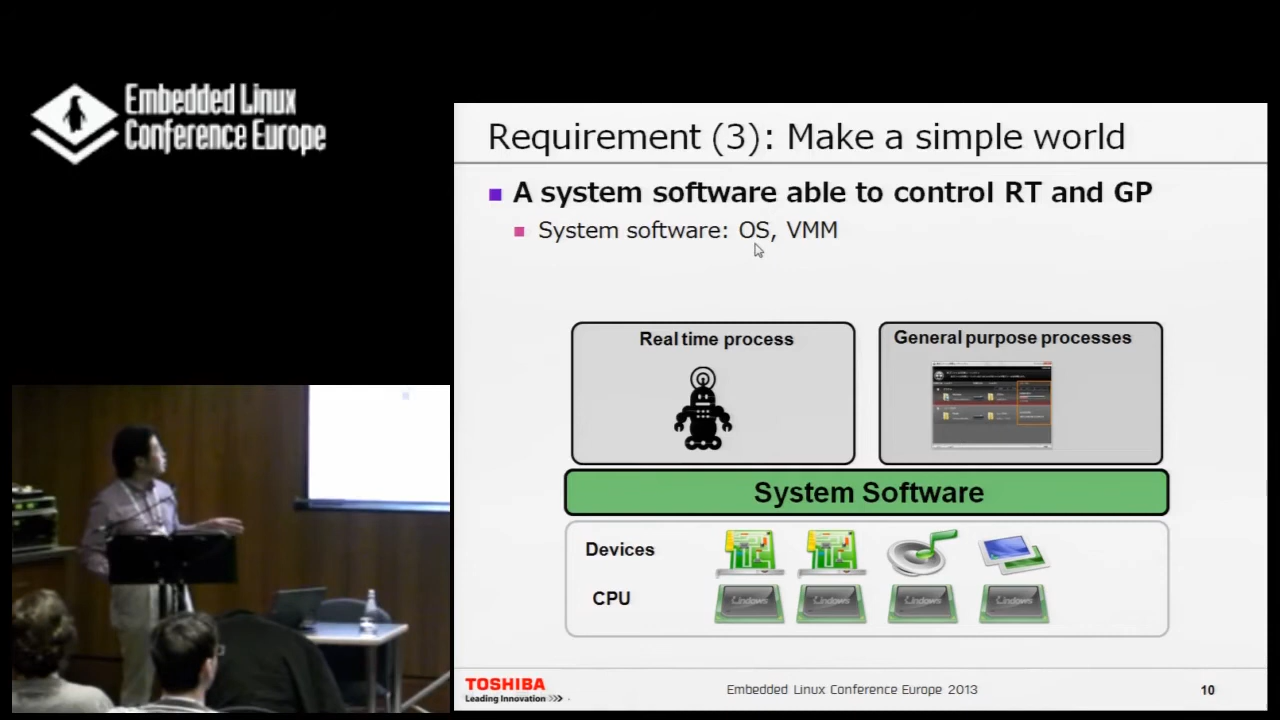 Embedded Linux
Conference Europe
Requirement (3): Make a simple world
A system software able to control RT and GP
System software: OS, VMM
Real time process
General purpose processes
System Software
Devices
CPU
TOSHIBA
Leading Innovation >>>
Embedded Linux Conference Europe 2013
10